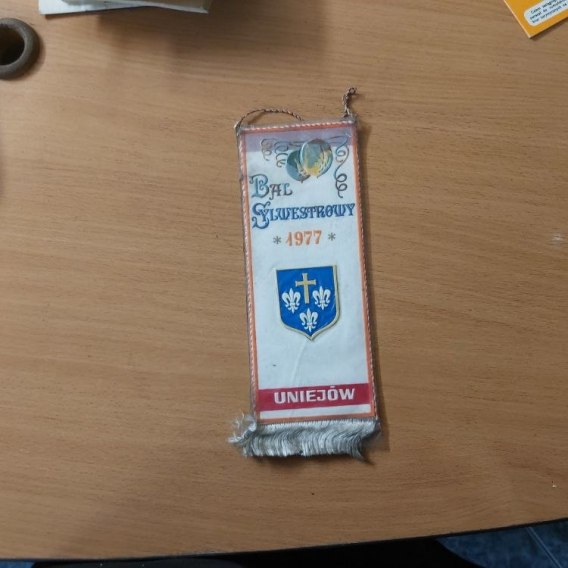 BAL
SYLWESTROWY
* 1977 *
UNIEJÓW